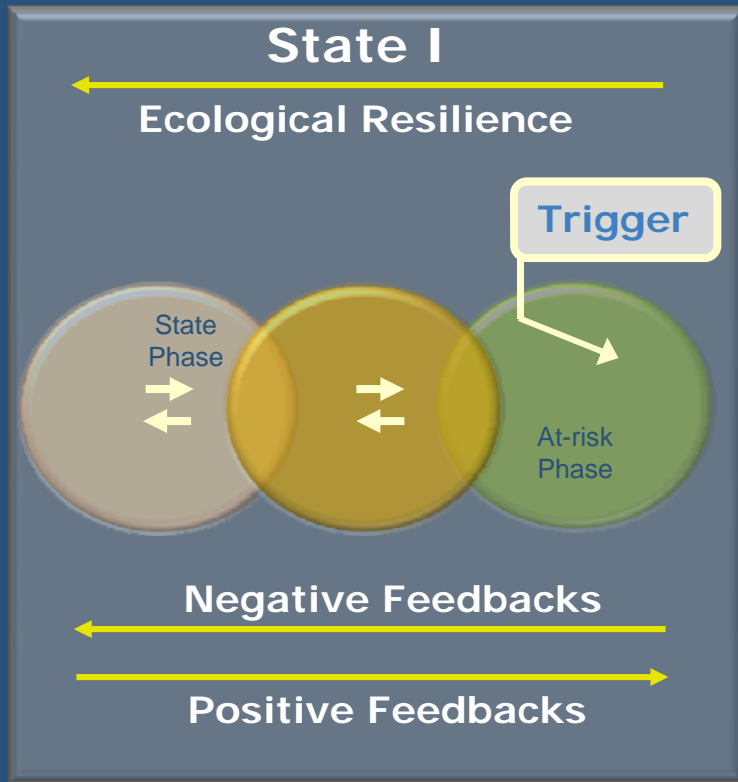 State I
Ecological Resilience
Trigger
State
Phase
At-risk
Phase
Negative Feedbacks
Positive Feedbacks